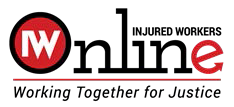 IW
INJURED WORKERS
Online
Working Together for Justice